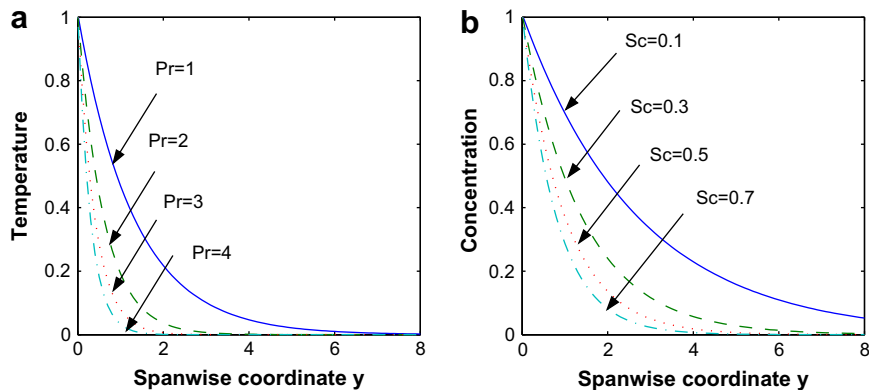 a
1
0.8
0.6
0.4
0.2
0
0 2 4 6 8
Temperature
Spanwise coordinate y
Pr=1
Pr=2
Pr=3
Pr=4
b
1
0.8
0.6
0.4
0.2
0
0 2 4 6 8
Concentration
Spanwise coordinate y
Sc=0.1
Sc=0.3
Sc=0.5
Sc=0.7